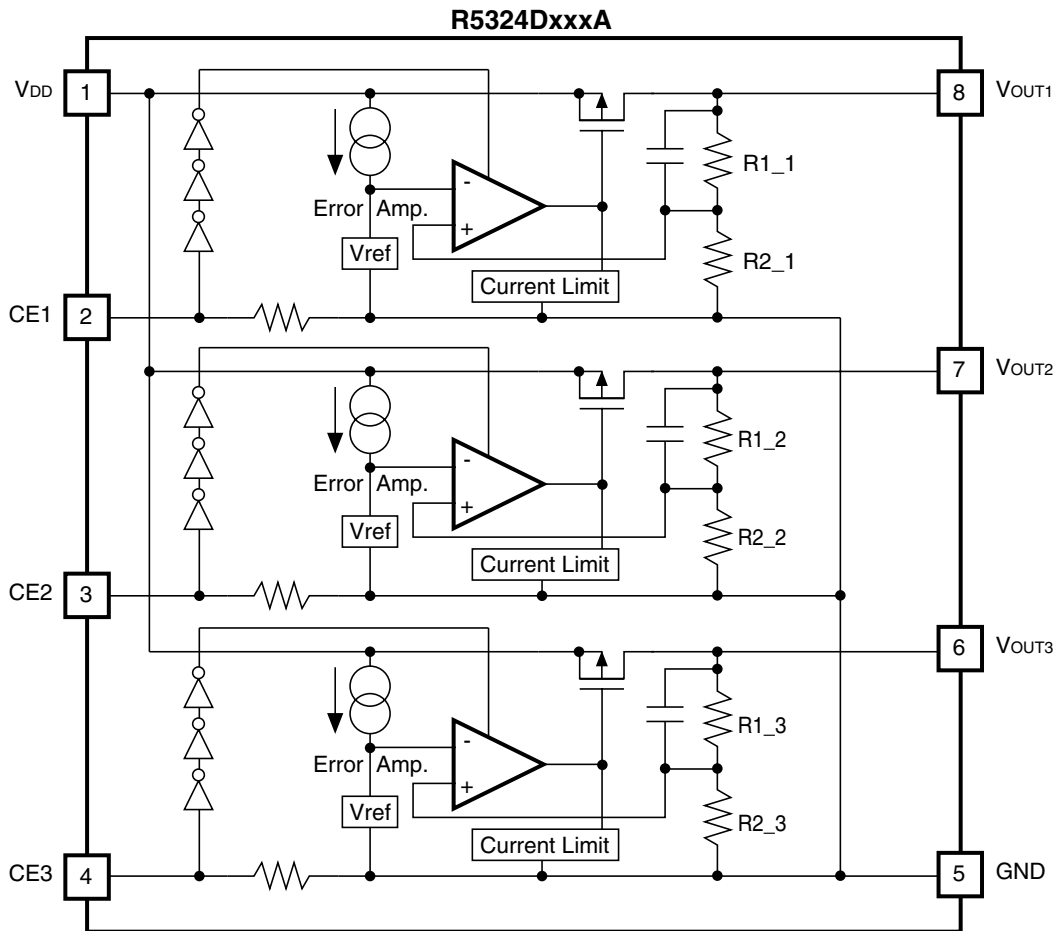 R5324DxxxA
VDD 1
8 VOUT1
R1_1
-
Error Amp.
+
Vref
R2_1
Current Limit
CE1 2
7 VOUT2
R1_2
-
Error Amp.
+
Vref
R2_2
Current Limit
CE2 3
6 VOUT3
R1_3
-
Error Amp.
+
Vref
R2_3
Current Limit
CE3 4
5 GND